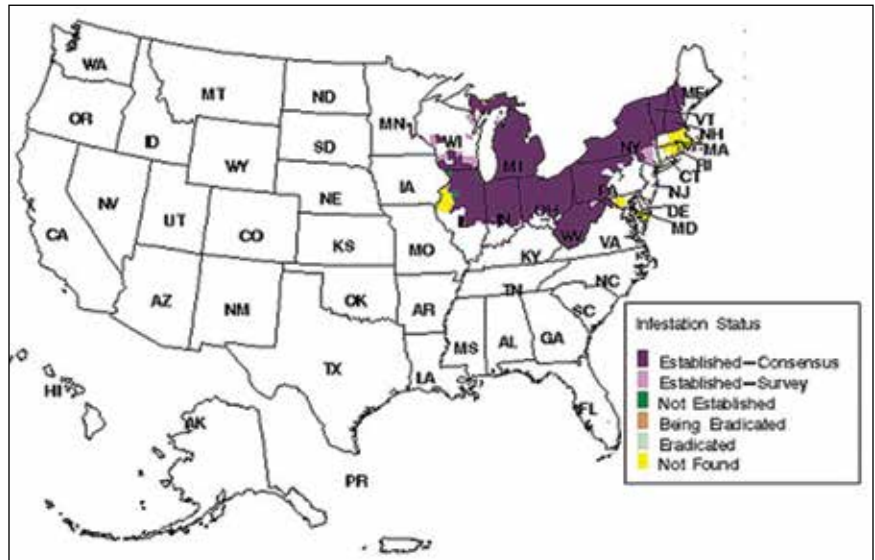 WA
MT
ND
MN
OR
ID
SD
WI
WY
MI
NY
ME
VT
NH
MA
RI
CT
NJ
DE
MD
PA
OH
IN
IL
IA
NE
NV
UT
CO
CA
KS
MO
WV
VA
KY
NC
TN
SC
AZ
NM
OK
AR
MS
AL
GA
TX
LA
FL
HI
AK
PR
Infestation Status
Established—Consensus
Established—Survey
Not Established
Being Eradicated
Eradicated
Not Found